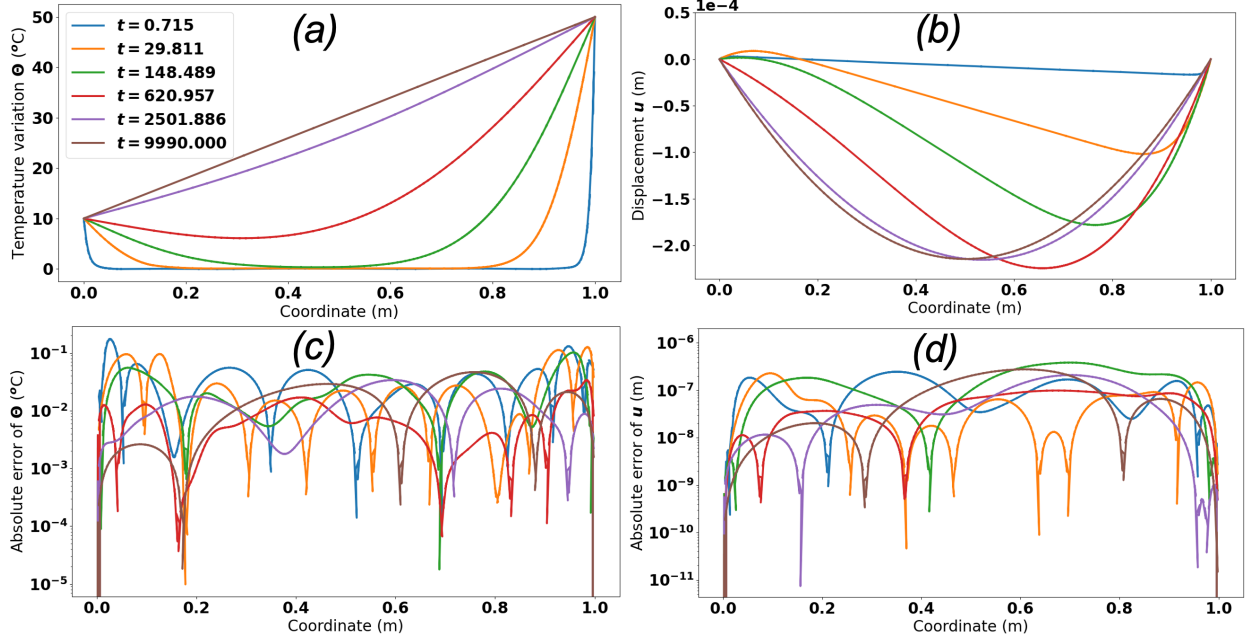 (a)
Temperature variation Θ (°C)
50
40
30
20
10
0
t = 0.715
t = 29.811
t = 148.489
t = 620.957
t = 2501.886
t = 9990.000
0.0 0.2 0.4 0.6 0.8 1.0
Coordinate (m)
(b)
1e−4
Displacement u (m)
0.5
0.0
−0.5
−1.0
−1.5
−2.0
0.0 0.2 0.4 0.6 0.8 1.0
Coordinate (m)
(c)
Absolute error of Θ (°C)
10⁻¹
10⁻²
10⁻³
10⁻⁴
10⁻⁵
0.0 0.2 0.4 0.6 0.8 1.0
Coordinate (m)
(d)
Absolute error of u (m)
10⁻⁶
10⁻⁷
10⁻⁸
10⁻⁹
10⁻¹⁰
10⁻¹¹
0.0 0.2 0.4 0.6 0.8 1.0
Coordinate (m)